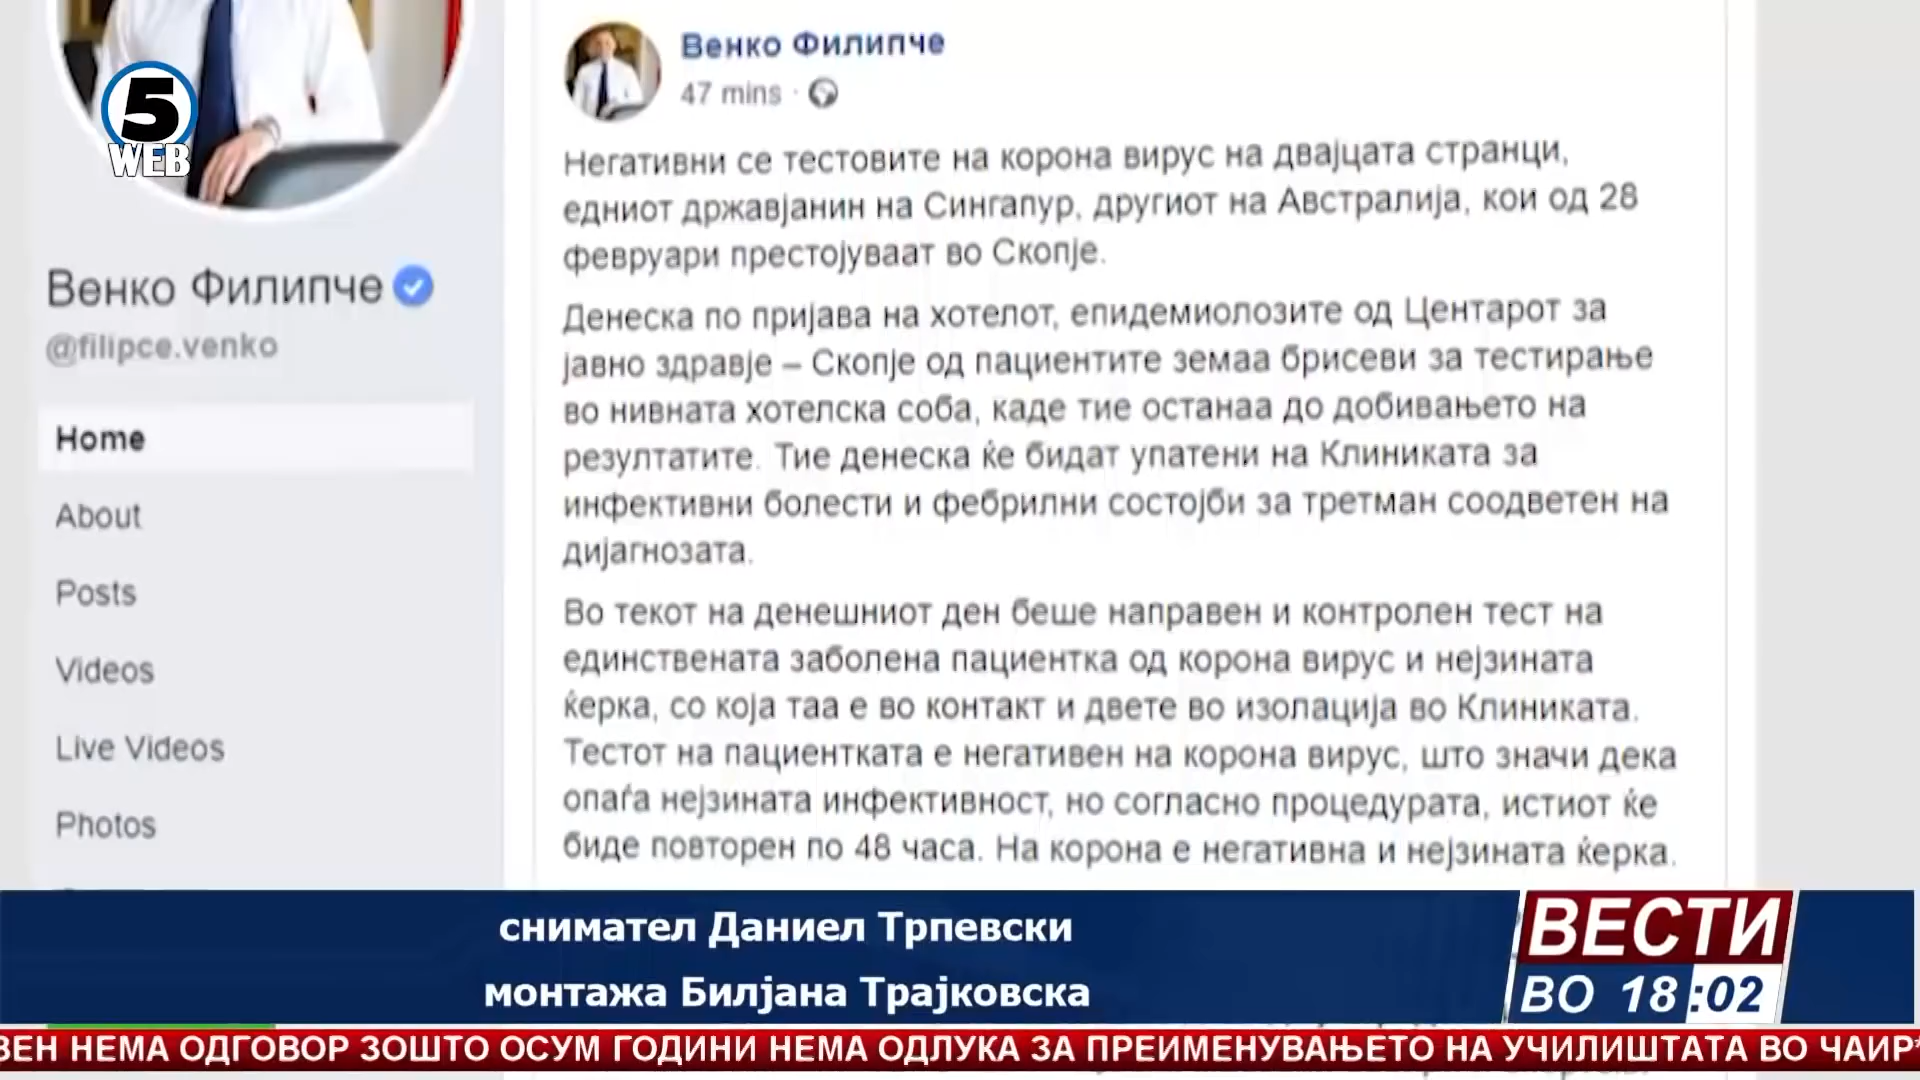 5
WEB
Венко Филипче
@filipce.venko
Home
About
Posts
Videos
Live Videos
Photos
Венко Филипче
47 mins ·
Негативни се тестовите на корона вирус на двајцата странци,
едниот државјанин на Сингапур, другиот на Австралија, кои од 28
февруари престојуваат во Скопје.
Денеска по пријава на хотелот, епидемиолозите од Центарот за
јавно здравје – Скопје од пациентите земаа брисеви за тестирање
во нивната хотелска соба, каде тие останаа до добивањето на
резултатите. Тие денеска ќе бидат упатени на Клиниката за
инфективни болести и фебрилни состојби за третман соодветен на
дијагнозата.
Во текот на денешниот ден беше направен и контролен тест на
единствената заболена пациентка од корона вирус и нејзината
ќерка, со која таа е во контакт и двете во изолација во Клиниката.
Тестот на пациентката е негативен на корона вирус, што значи дека
опаѓа нејзината инфективност, но согласно процедурата, истиот ќе
биде повторен по 48 часа. На корона е негативна и нејзината ќерка.
снимател Даниел Трпевски
монтажа Билјана Трајковска
ВЕСТИ
ВО 18:02
ВЕН НЕМА ОДГОВОР ЗОШТО ОСУМ ГОДИНИ НЕМА ОДЛУКА ЗА ПРЕИМЕНУВАЊЕТО НА УЧИЛИШТАТА ВО ЧАИР*